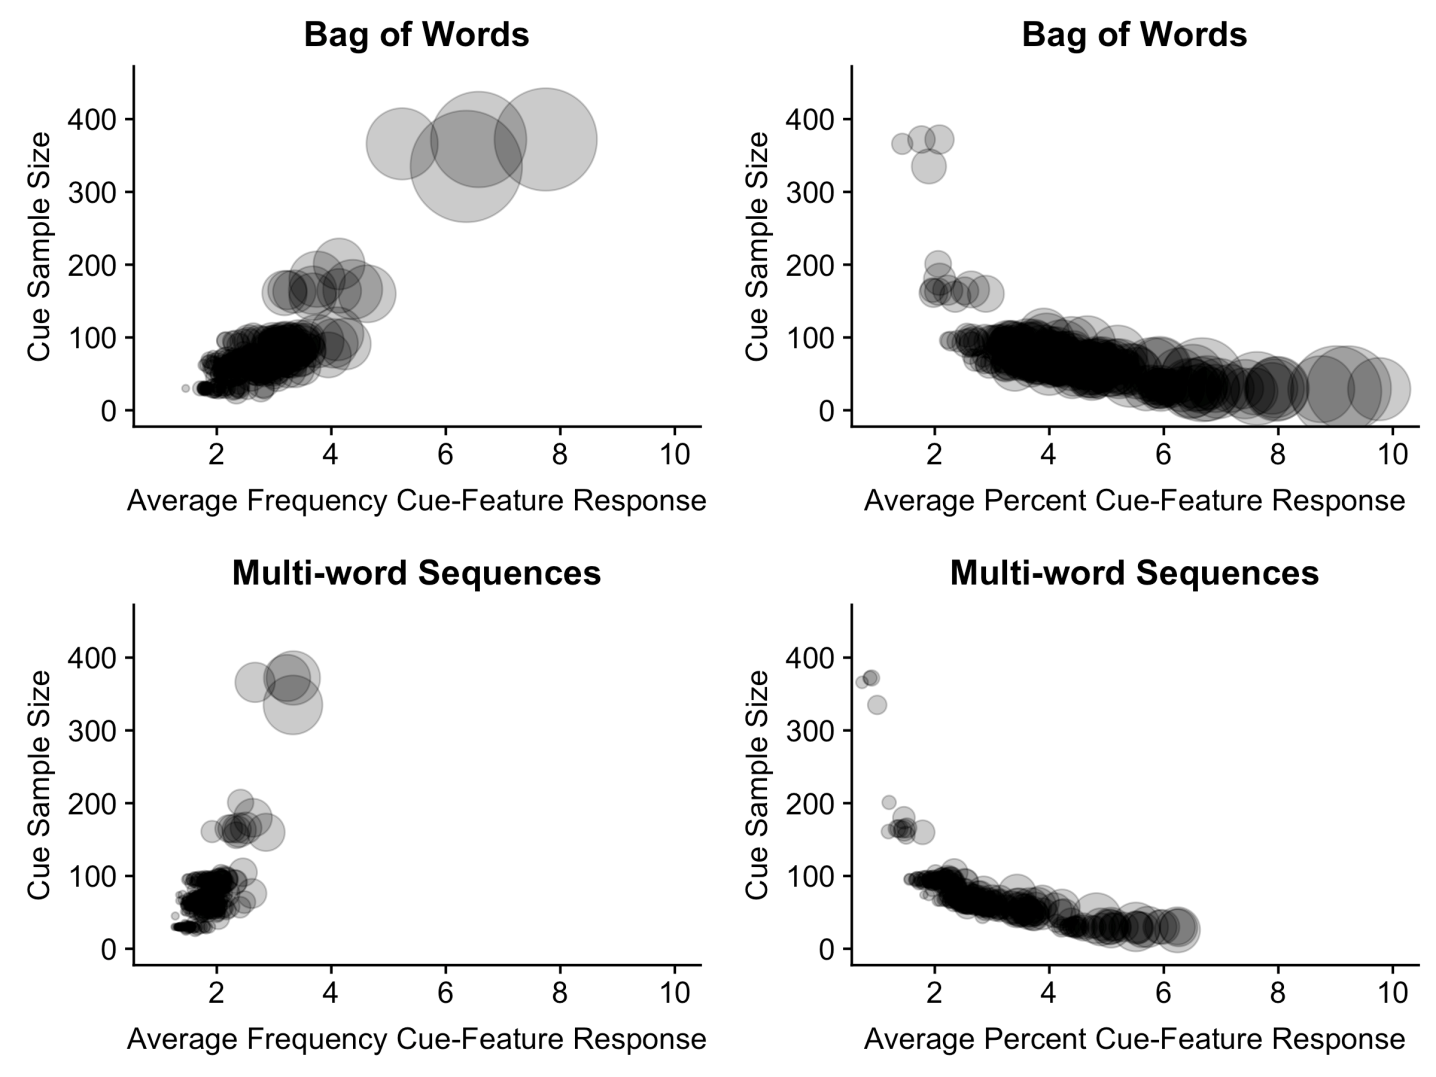 Bag of Words
Cue Sample Size
400
300
200
100
0
2 4 6 8 10
Average Frequency Cue-Feature Response
Bag of Words
Cue Sample Size
400
300
200
100
0
2 4 6 8 10
Average Percent Cue-Feature Response
Multi-word Sequences
Cue Sample Size
400
300
200
100
0
2 4 6 8 10
Average Frequency Cue-Feature Response
Multi-word Sequences
Cue Sample Size
400
300
200
100
0
2 4 6 8 10
Average Percent Cue-Feature Response